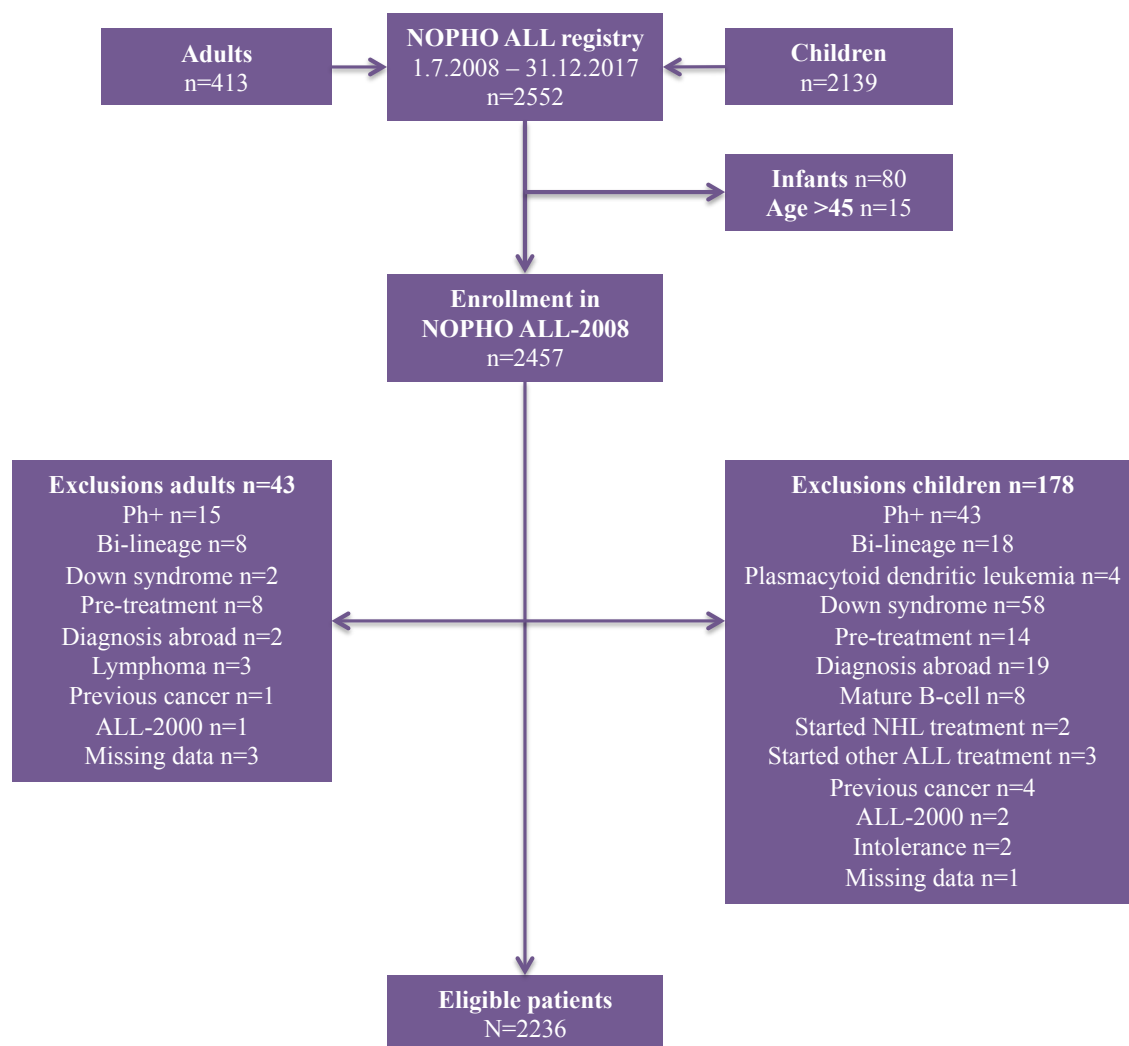 Adults
n=413
NOPHO ALL registry
1.7.2008 – 31.12.2017
n=2552
Children
n=2139
Infants n=80
Age >45 n=15
Enrollment in
NOPHO ALL-2008
n=2457
Exclusions adults n=43
Ph+ n=15
Bi-lineage n=8
Down syndrome n=2
Pre-treatment n=8
Diagnosis abroad n=2
Lymphoma n=3
Previous cancer n=1
ALL-2000 n=1
Missing data n=3
Exclusions children n=178
Ph+ n=43
Bi-lineage n=18
Plasmacytoid dendritic leukemia n=4
Down syndrome n=58
Pre-treatment n=14
Diagnosis abroad n=19
Mature B-cell n=8
Started NHL treatment n=2
Started other ALL treatment n=3
Previous cancer n=4
ALL-2000 n=2
Intolerance n=2
Missing data n=1
Eligible patients
N=2236